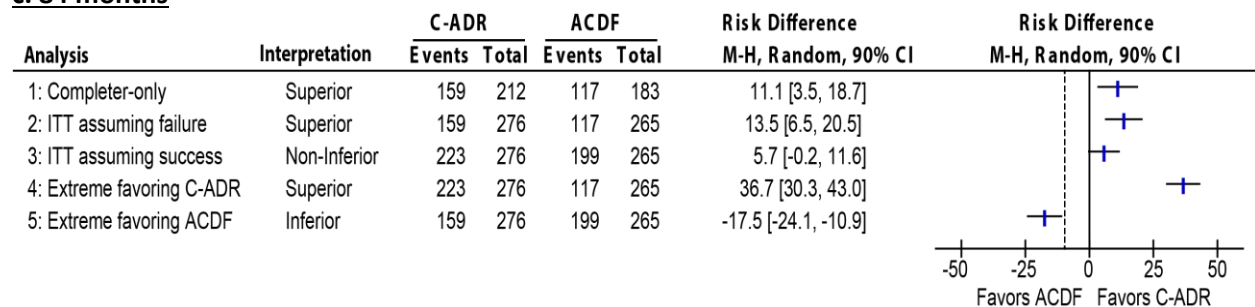 c. 84 months
C-ADR ACDF Risk Difference Risk Difference
Analysis Interpretation Events Total Events Total M-H, Random, 90% CI M-H, Random, 90% CI
1: Completer-only Superior 159 212 117 183 11.1 [3.5, 18.7]
2: ITT assuming failure Superior 159 276 117 265 13.5 [6.5, 20.5]
3: ITT assuming success Non-Inferior 223 276 199 265 5.7 [-0.2, 11.6]
4: Extreme favoring C-ADR Superior 223 276 117 265 36.7 [30.3, 43.0]
5: Extreme favoring ACDF Inferior 159 276 199 265 -17.5 [-24.1, -10.9]
-50 -25 0 25 50
Favors ACDF Favors C-ADR